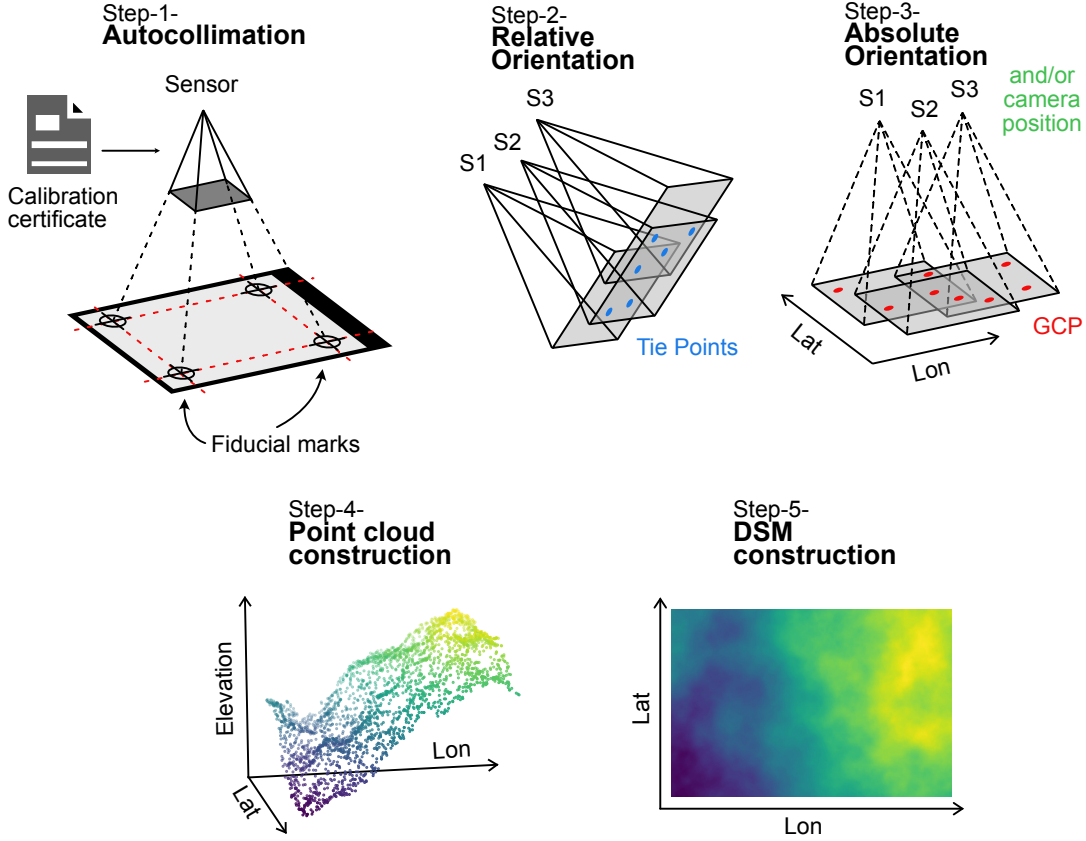 Step-1-
Autocollimation
Sensor
Calibration
certificate
Fiducial marks
Step-2-
Relative
Orientation
S3
S2
S1
Tie Points
Step-3-
Absolute
Orientation
and/or
camera
position
S1
S2
S3
GCP
Lat
Lon
Step-4-
Point cloud
construction
Elevation
Lon
Lat
Step-5-
DSM
construction
Lat
Lon